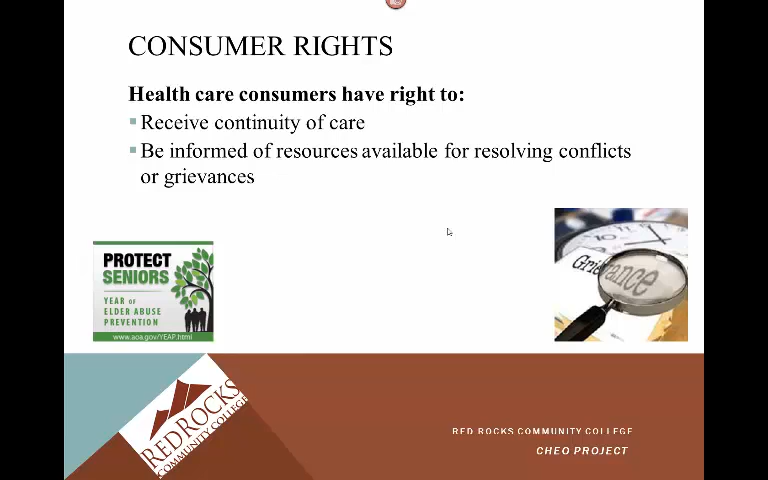 CONSUMER RIGHTS
Health care consumers have right to:
Receive continuity of care
Be informed of resources available for resolving conflicts
or grievances
PROTECT
SENIORS
YEAR OF
ELDER ABUSE
PREVENTION
www.aoa.gov/YEAP.html
10
Grievance
RED ROCKS
COMMUNITY COLLEGE
RED ROCKS COMMUNITY COLLEGE
CHEO PROJECT